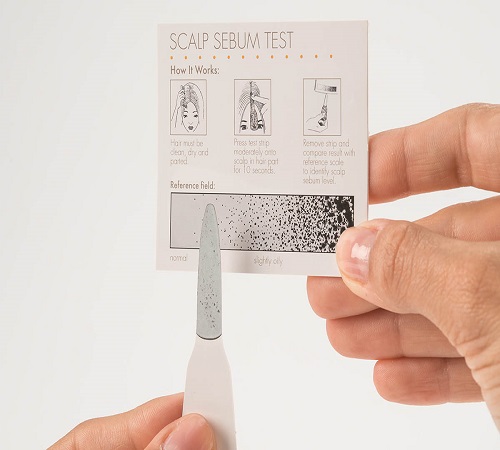 SCALP SEBUM TEST
How It Works:
Hair must be
clean, dry and
parted.
Press test strip
moderately onto
scalp in hair part
for 10 seconds.
Remove strip and
compare result with
reference scale
to identify scalp
sebum level.
Reference field:
normal slightly oily